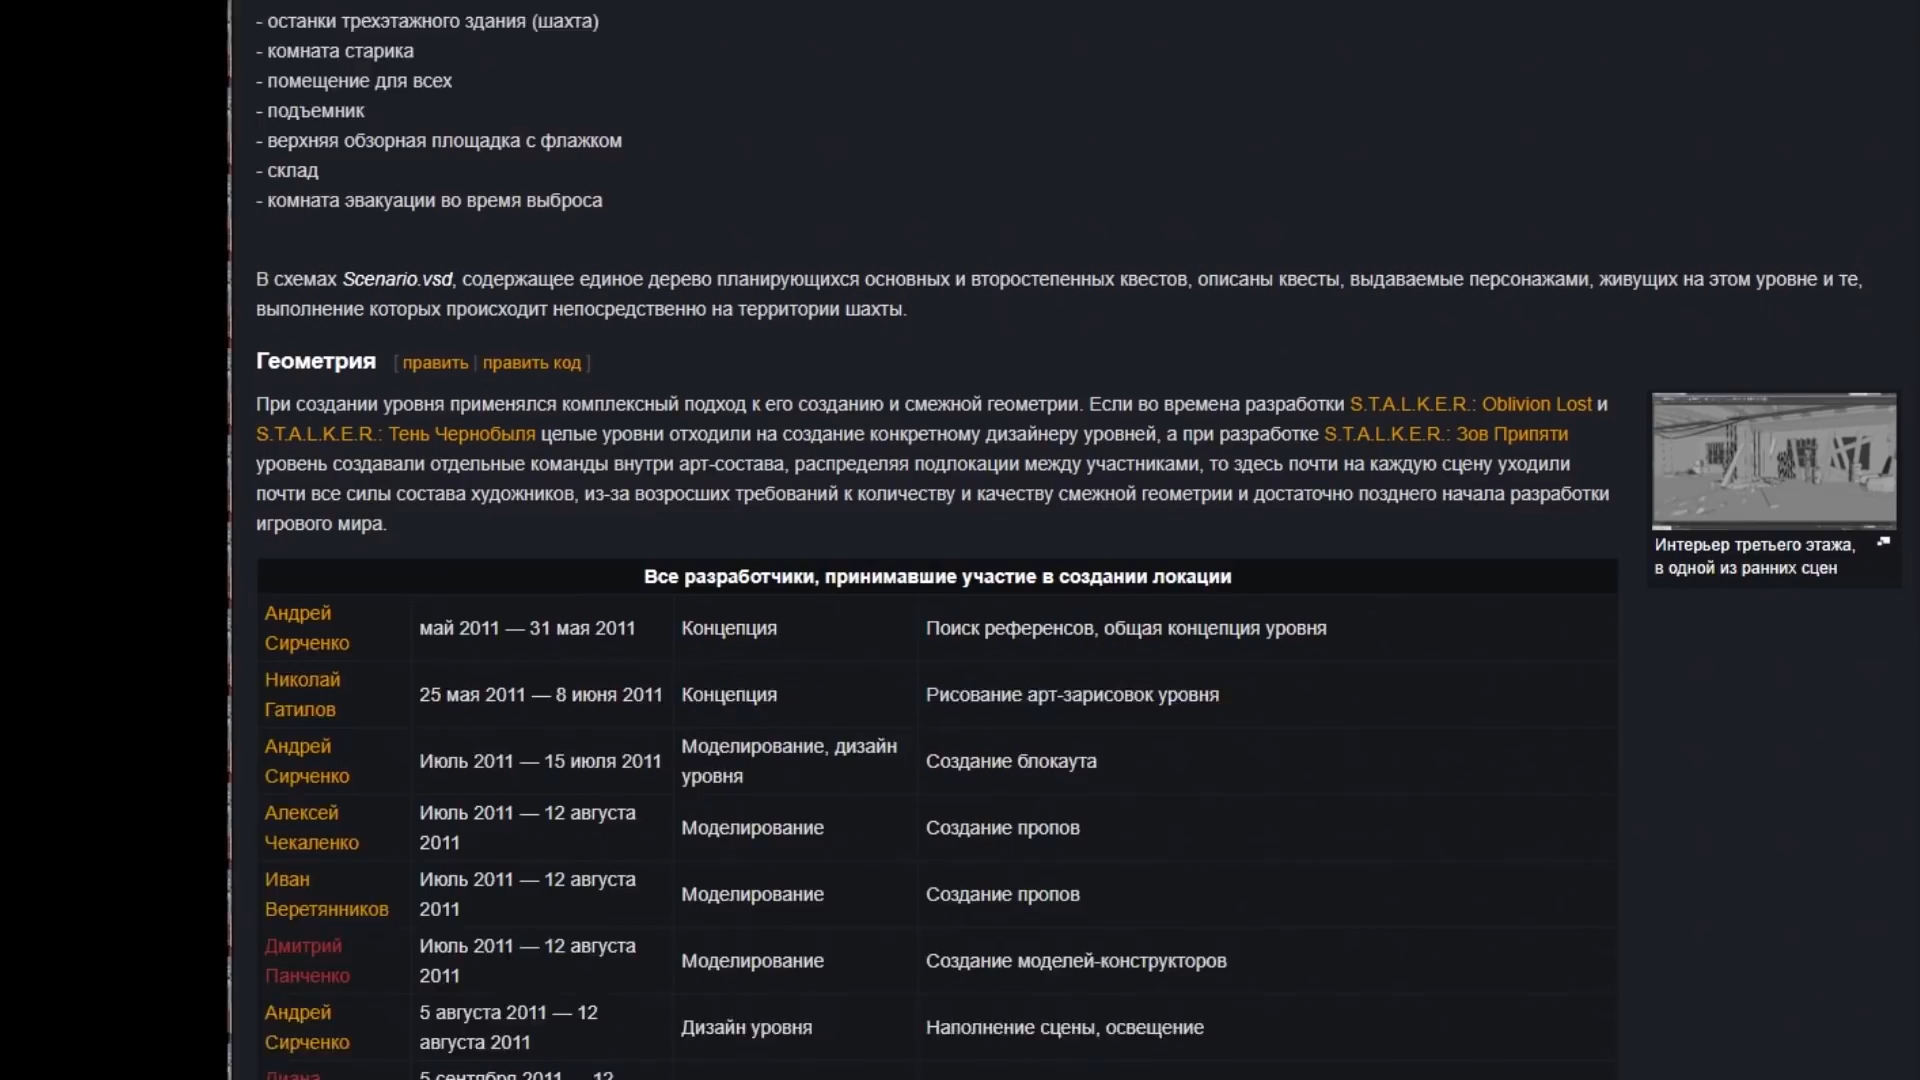 - останки трехэтажного здания (шахта)
- комната старика
- помещение для всех
- подъемник
- верхняя обзорная площадка с флажком
- склад
- комната эвакуации во время выброса
В схемах Scenario.vsd, содержащее единое дерево планирующихся основных и второстепенных квестов, описаны квесты, выдаваемые персонажами, живущих на этом уровне и те,
выполнение которых происходит непосредственно на территории шахты.
Геометрия [ править | править код ]
При создании уровня применялся комплексный подход к его созданию и смежной геометрии. Если во времена разработки S.T.A.L.K.E.R.: Oblivion Lost и
S.T.A.L.K.E.R.: Тень Чернобыля целые уровни отходили на создание конкретному дизайнеру уровней, а при разработке S.T.A.L.K.E.R.: Зов Припяти
уровень создавали отдельные команды внутри арт-состава, распределяя подлокации между участниками, то здесь почти на каждую сцену уходили
почти все силы состава художников, из-за возросших требований к количеству и качеству смежной геометрии и достаточно позднего начала разработки
игрового мира.
Интерьер третьего этажа,
в одной из ранних сцен
Все разработчики, принимавшие участие в создании локации
Андрей
Сирченко
май 2011 — 31 мая 2011
Концепция
Поиск референсов, общая концепция уровня
Николай
Гатилов
25 мая 2011 — 8 июня 2011
Концепция
Рисование арт-зарисовок уровня
Андрей
Сирченко
Июль 2011 — 15 июля 2011
Моделирование, дизайн
уровня
Создание блокаута
Алексей
Чекаленко
Июль 2011 — 12 августа
2011
Моделирование
Создание пропов
Иван
Веретянников
Июль 2011 — 12 августа
2011
Моделирование
Создание пропов
Дмитрий
Панченко
Июль 2011 — 12 августа
2011
Моделирование
Создание моделей-конструкторов
Андрей
Сирченко
5 августа 2011 — 12
августа 2011
Дизайн уровня
Наполнение сцены, освещение
Диана
5 сентября 2011 — 12